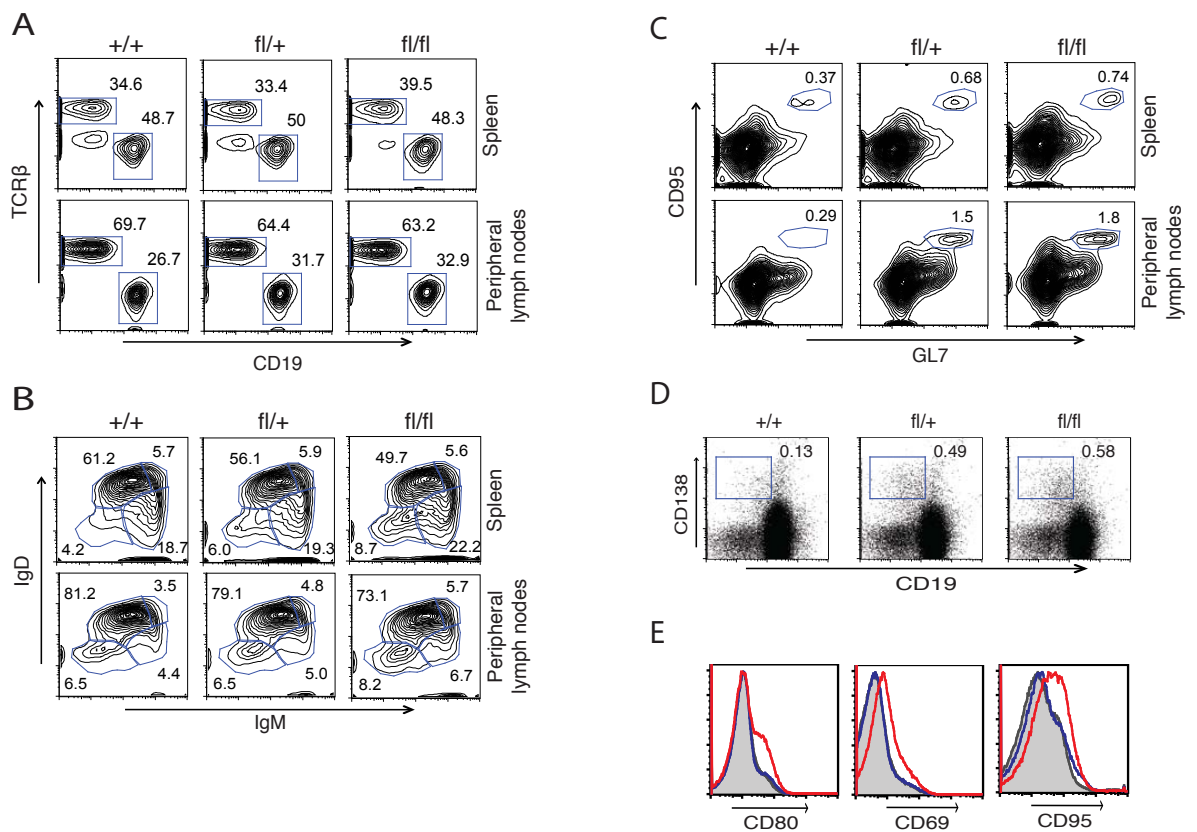 A
+/+ fl/+ fl/fl
34.6 33.4 39.5
48.7 50 48.3
Spleen
TCRβ
69.7 64.4 63.2
26.7 31.7 32.9
Peripheral
lymph nodes
CD19
B
+/+ fl/+ fl/fl
61.2 5.7 56.1 5.9 49.7 5.6
4.2 18.7 6.0 19.3 8.7 22.2
Spleen
IgD
81.2 3.5 79.1 4.8 73.1 5.7
6.5 4.4 6.5 5.0 8.2 6.7
Peripheral
lymph nodes
IgM
C
+/+ fl/+ fl/fl
0.37 0.68 0.74
Spleen
CD95
0.29 1.5 1.8
Peripheral
lymph nodes
GL7
D
+/+ fl/+ fl/fl
0.13 0.49 0.58
CD138
CD19
E
CD80 CD69 CD95